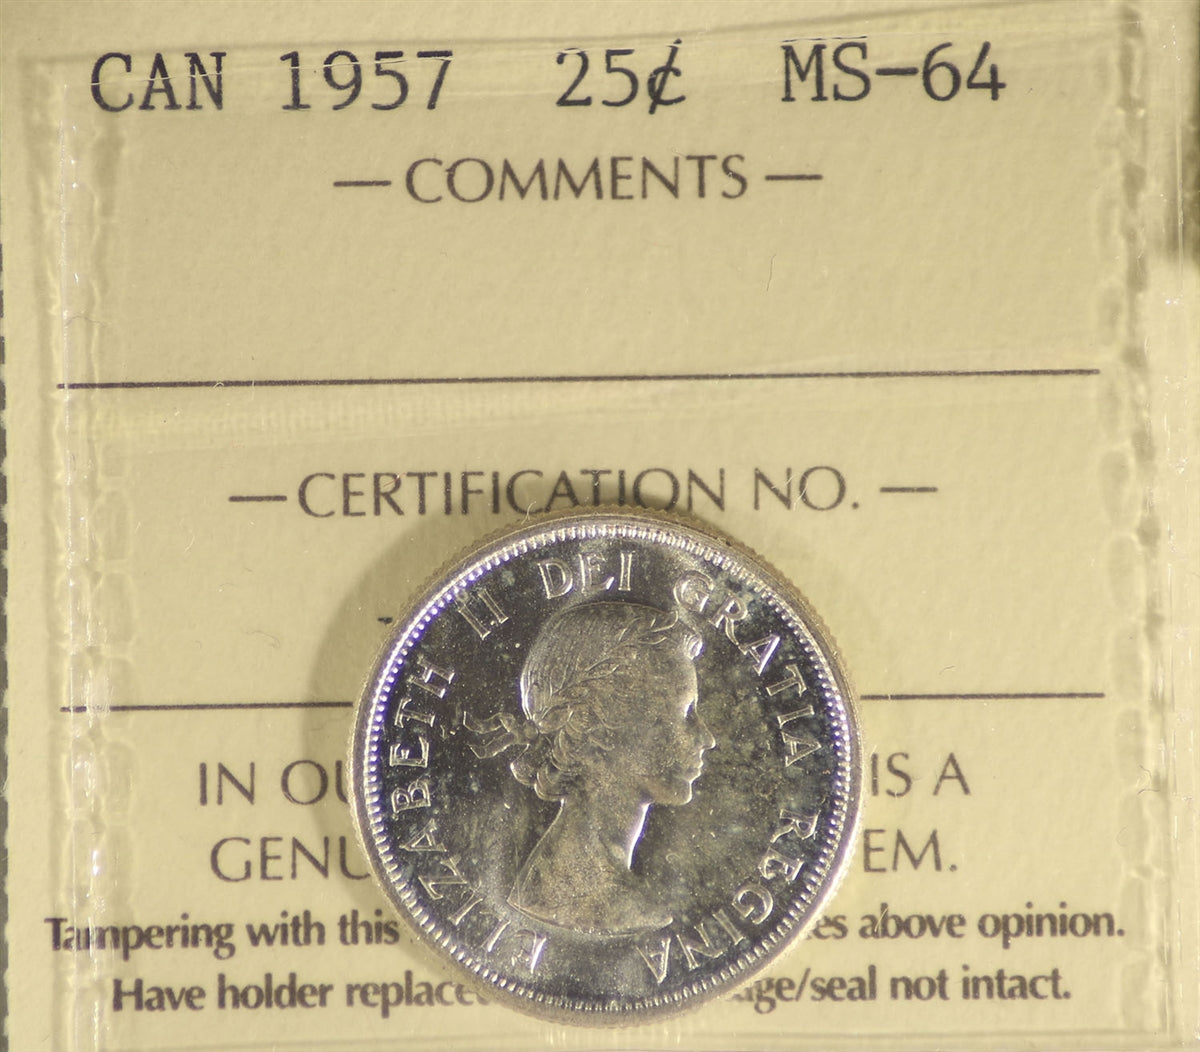 CAN 1957 25¢ MS-64
— COMMENTS —
— CERTIFICATION NO. —
ELIZABETH II DEI GRATIA REGINA
IN OU IS A
GENU EM.
Tampering with this es above opinion.
Have holder replace age/seal not intact.